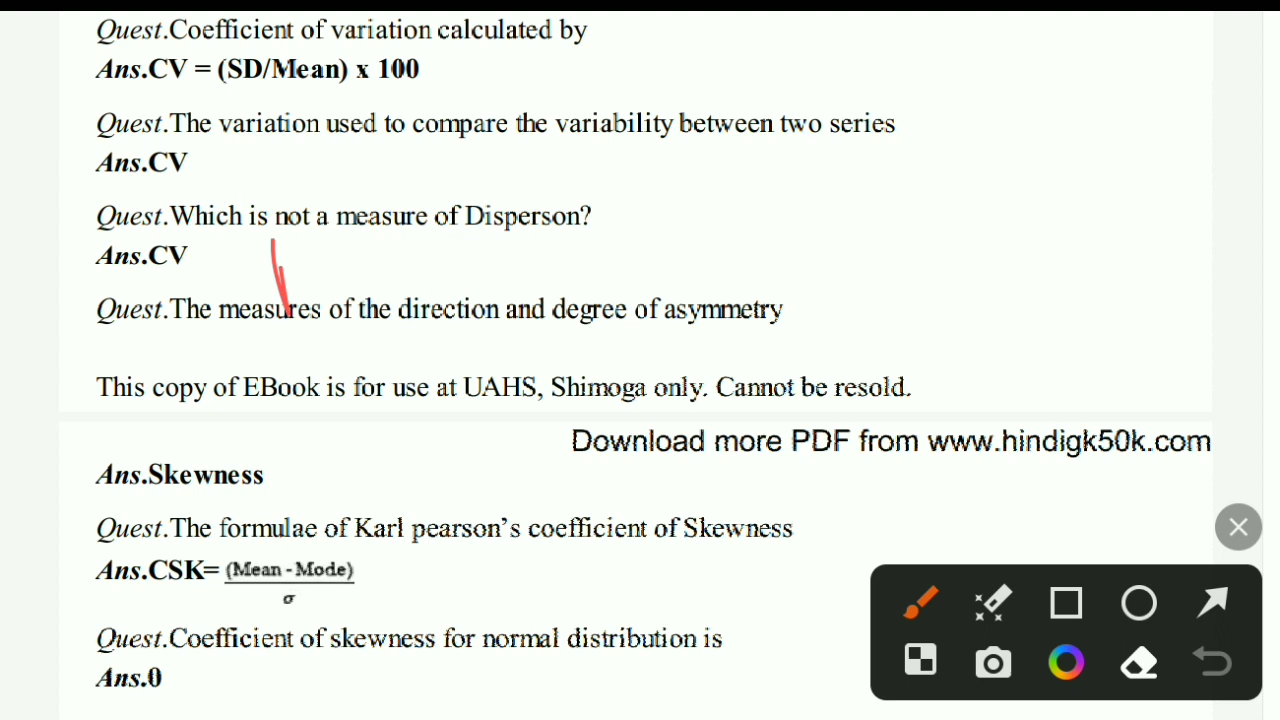 Quest.Coefficient of variation calculated by
Ans.CV = (SD/Mean) x 100
Quest.The variation used to compare the variability between two series
Ans.CV
Quest.Which is not a measure of Disperson?
Ans.CV
Quest.The measures of the direction and degree of asymmetry
This copy of EBook is for use at UAHS, Shimoga only. Cannot be resold.
Download more PDF from www.hindigk50k.com
Ans.Skewness
Quest.The formulae of Karl pearson’s coefficient of Skewness
Ans.CSK= (Mean - Mode)
σ
Quest.Coefficient of skewness for normal distribution is
Ans.0